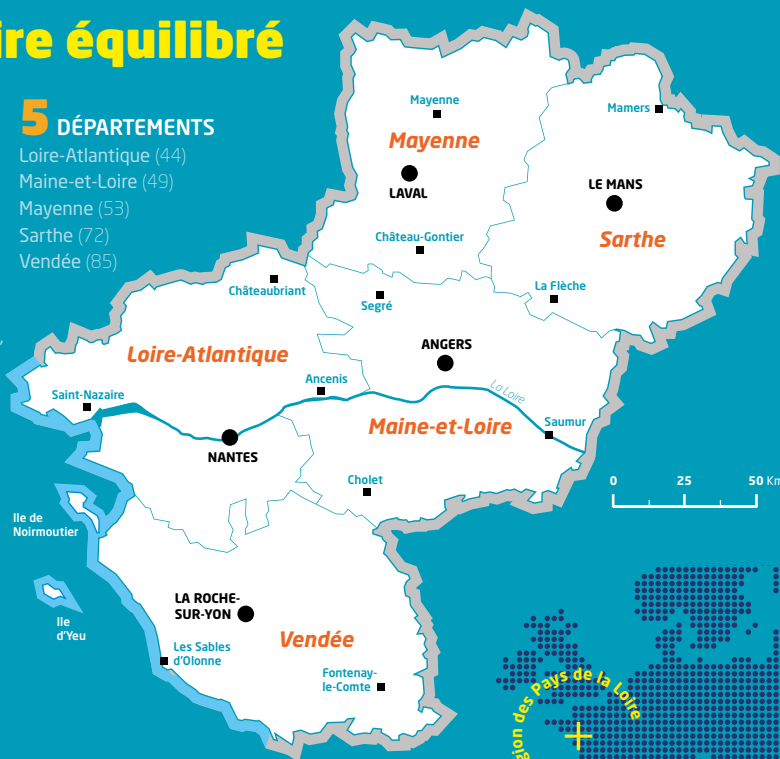 ire équilibré
5 DÉPARTEMENTS
Loire-Atlantique (44)
Maine-et-Loire (49)
Mayenne (53)
Sarthe (72)
Vendée (85)
Mayenne
Mamers
Mayenne
LAVAL
LE MANS
Sarthe
Château-Gontier
La Flèche
Châteaubriant
Segré
ANGERS
Loire-Atlantique
Ancenis
La Loire
Saint-Nazaire
Maine-et-Loire
Saumur
NANTES
Cholet
0 25 50 Km
Ile de
Noirmoutier
Ile
d'Yeu
LA ROCHE-
SUR-YON
Vendée
Les Sables
d'Olonne
Fontenay-
le-Comte
gion des Pays de la Loire